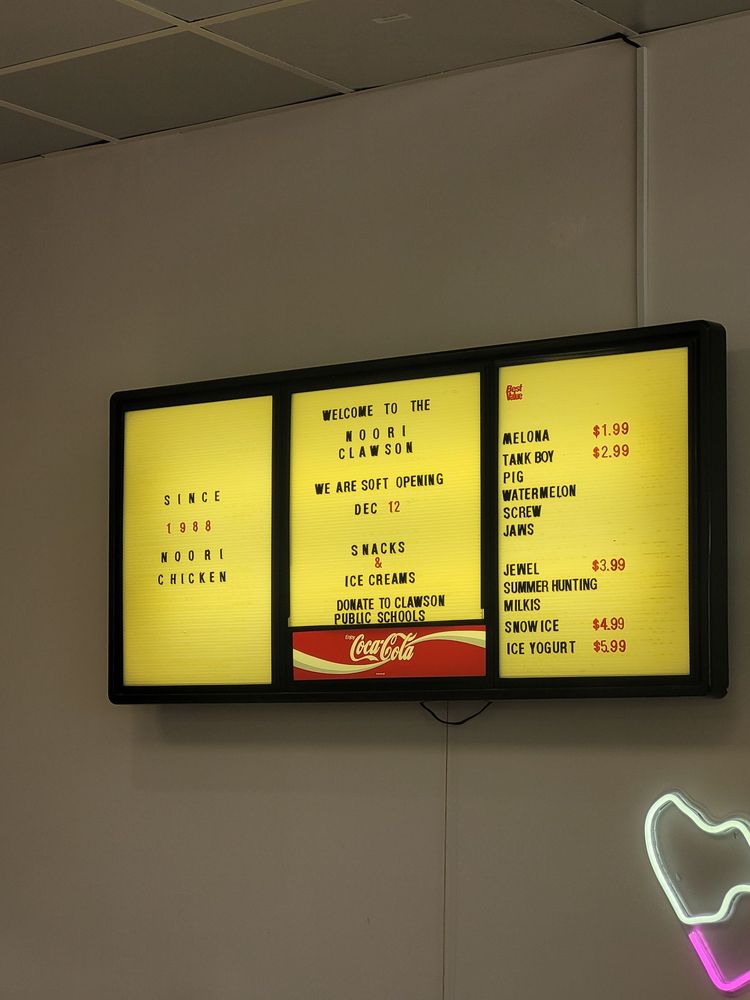 SINCE
1988
NOORI
CHICKEN
WELCOME TO THE
NOORI
CLAWSON
WE ARE SOFT OPENING
DEC 12
SNACKS
&
ICE CREAMS
DONATE TO CLAWSON
PUBLIC SCHOOLS
Enjoy
Coca-Cola
Best
Value
MELONA $1.99
TANK BOY $2.99
PIG
WATERMELON
SCREW
JAWS
JEWEL $3.99
SUMMER HUNTING
MILKIS
SNOW ICE $4.99
ICE YOGURT $5.99